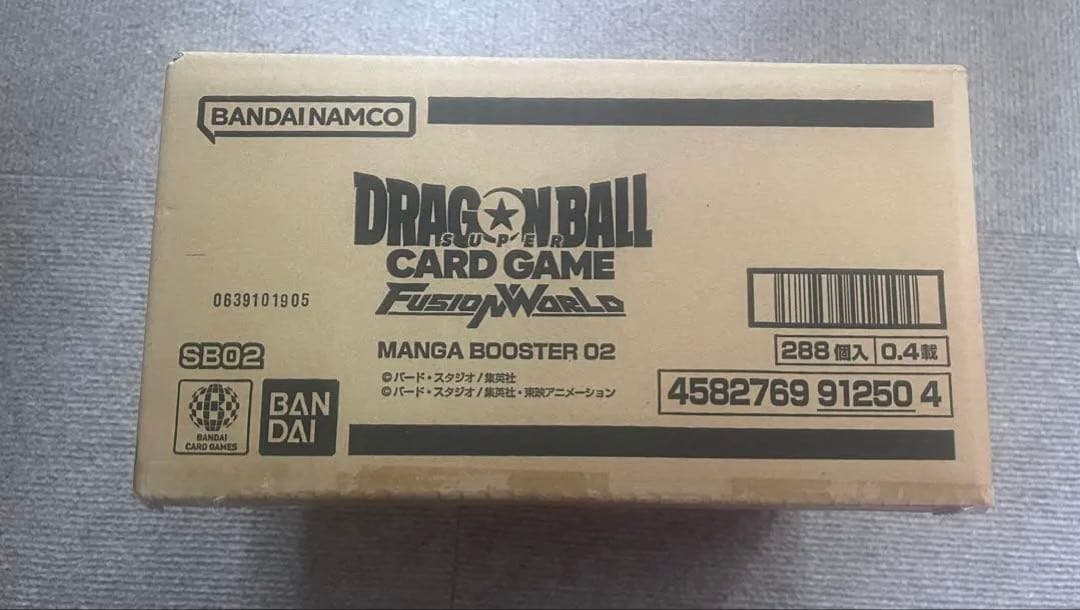 BANDAI NAMCO
DRAGON BALL
SUPER
CARD GAME
FUSION WORLD
0639101905
SB02
MANGA BOOSTER 02
288個入 0.4載
©バード・スタジオ/集英社
©バード・スタジオ/集英社・東映アニメーション
4582769 91250 4
BANDAI
CARD GAMES
BAN
DAI